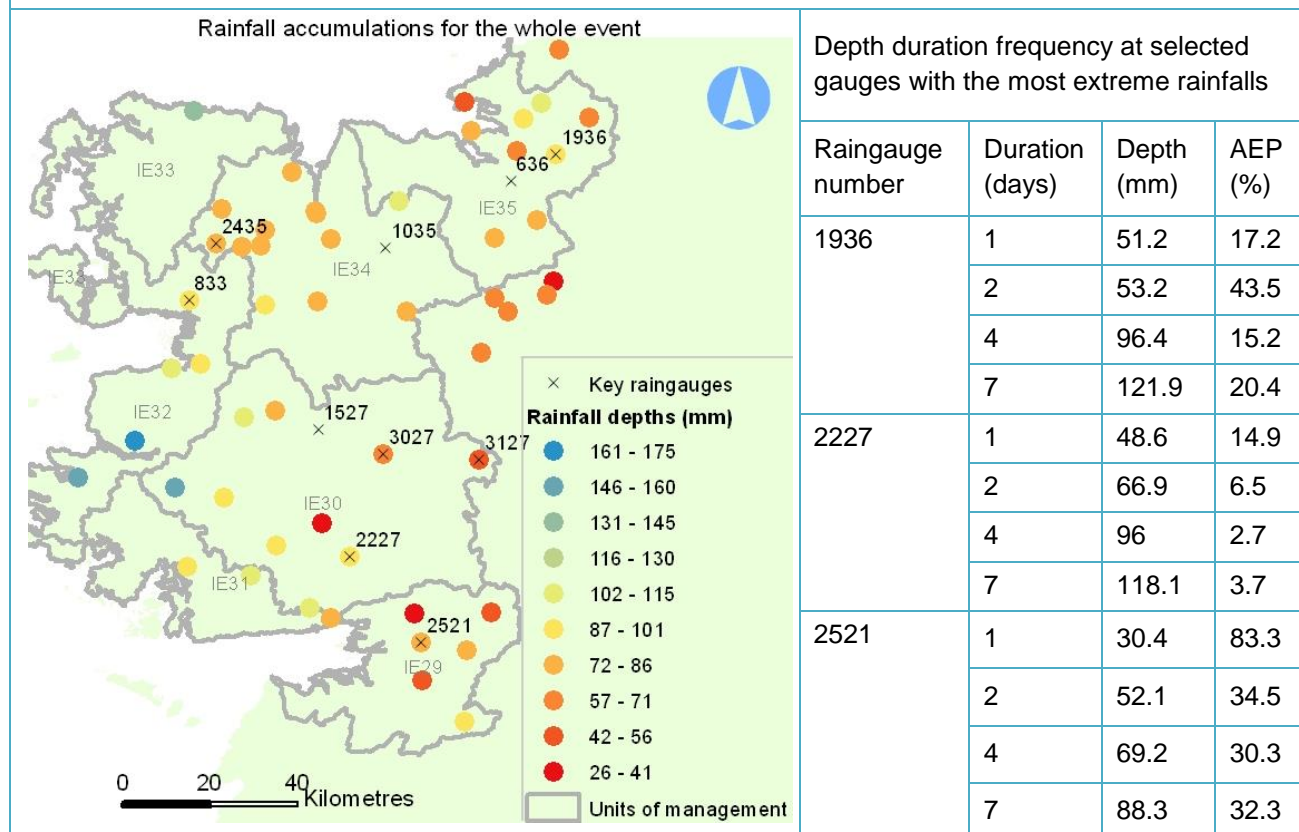 Rainfall accumulations for the whole event
1936
636
IE33
IE35
2435
1035
IE34
IE33
833
IE32
1527
3027
3127
IE30
2227
IE31
2521
IE29
0 20 40 Kilometres
Key raingauges
Rainfall depths (mm)
161 - 175
146 - 160
131 - 145
116 - 130
102 - 115
87 - 101
72 - 86
57 - 71
42 - 56
26 - 41
Units of management
Depth duration frequency at selected
gauges with the most extreme rainfalls
Raingauge number Duration (days) Depth (mm) AEP (%)
1936 1 51.2 17.2
2 53.2 43.5
4 96.4 15.2
7 121.9 20.4
2227 1 48.6 14.9
2 66.9 6.5
4 96 2.7
7 118.1 3.7
2521 1 30.4 83.3
2 52.1 34.5
4 69.2 30.3
7 88.3 32.3